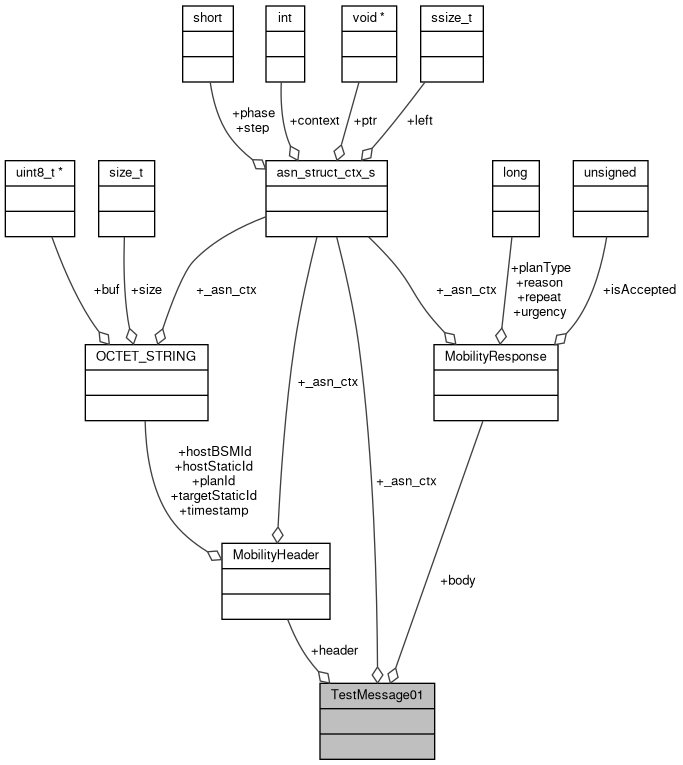 short
int
void *
ssize_t
+phase
+step
+context
+ptr
+left
uint8_t *
size_t
asn_struct_ctx_s
long
unsigned
+buf
+size
+_asn_ctx
+_asn_ctx
+planType
+reason
+repeat
+urgency
+isAccepted
OCTET_STRING
MobilityResponse
+_asn_ctx
+hostBSMId
+hostStaticId
+planId
+targetStaticId
+timestamp
+_asn_ctx
MobilityHeader
+body
+header
TestMessage01